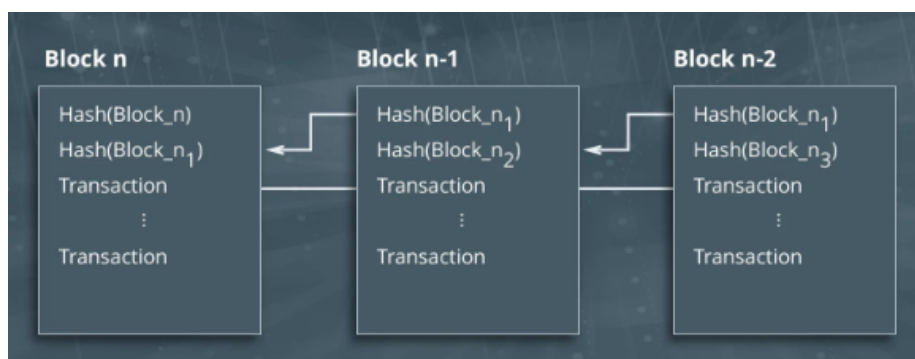 Block n
Hash(Block_n)
Hash(Block_n₁)
Transaction
⋮
Transaction
Block n-1
Hash(Block_n₁)
Hash(Block_n₂)
Transaction
⋮
Transaction
Block n-2
Hash(Block_n₁)
Hash(Block_n₃)
Transaction
⋮
Transaction